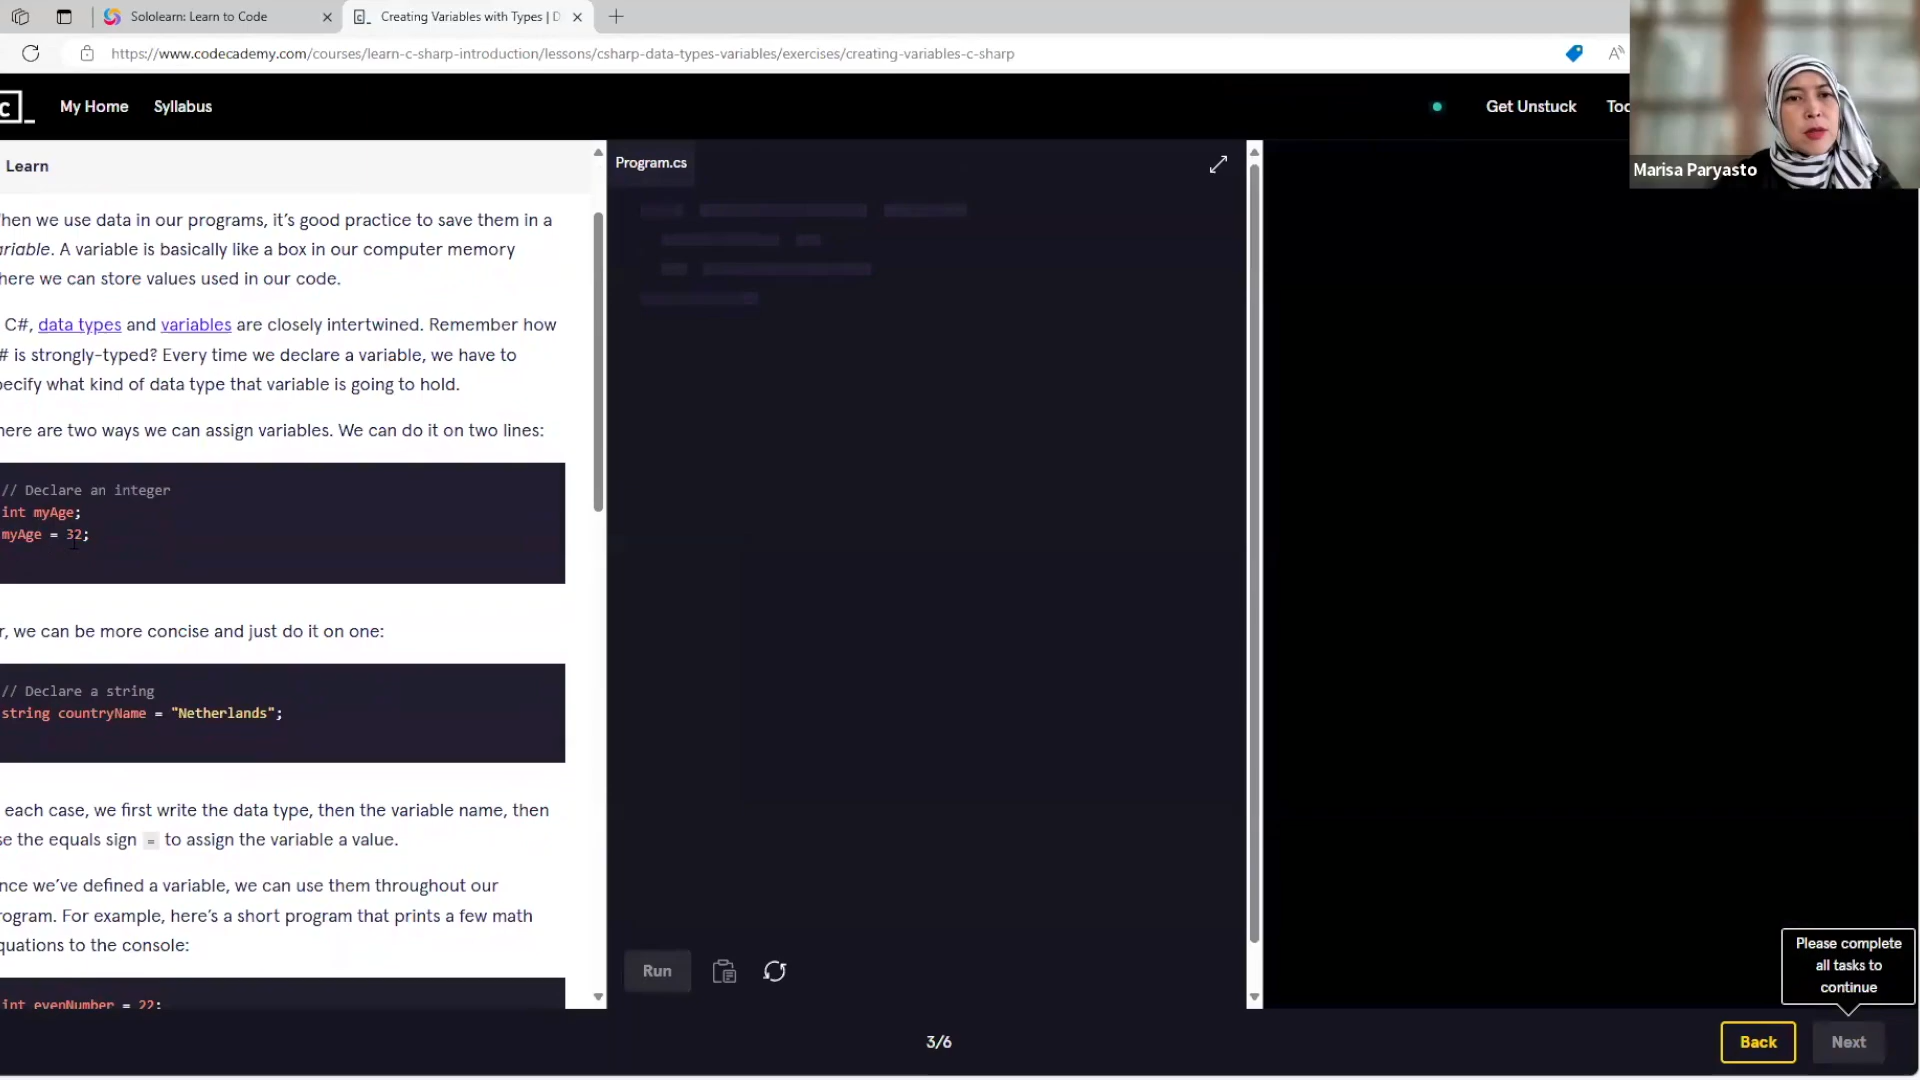 Sololearn: Learn to Code
Creating Variables with Types | D
https://www.codecademy.com/courses/learn-c-sharp-introduction/lessons/csharp-data-types-variables/exercises/creating-variables-c-sharp
c_
My Home
Syllabus
Get Unstuck
Too
Marisa Paryasto
Learn
hen we use data in our programs, it's good practice to save them in a
ariable. A variable is basically like a box in our computer memory
here we can store values used in our code.
C#, data types and variables are closely intertwined. Remember how
# is strongly-typed? Every time we declare a variable, we have to
pecify what kind of data type that variable is going to hold.
here are two ways we can assign variables. We can do it on two lines:
// Declare an integer
int myAge;
myAge = 32;
r, we can be more concise and just do it on one:
// Declare a string
string countryName = "Netherlands";
each case, we first write the data type, then the variable name, then
se the equals sign = to assign the variable a value.
nce we've defined a variable, we can use them throughout our
rogram. For example, here's a short program that prints a few math
quations to the console:
int evenNumber = 22;
Program.cs
Run
Please complete
all tasks to
continue
3/6
Back
Next